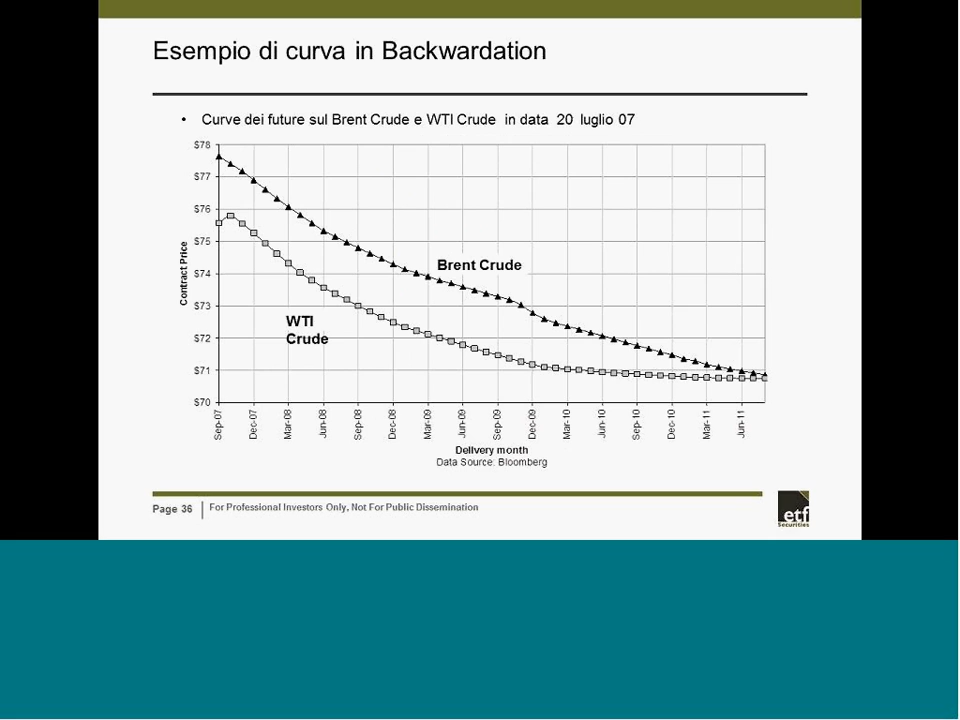 Esempio di curva in Backwardation
• Curve dei future sul Brent Crude e WTI Crude in data 20 luglio 07
$78
$77
$76
$75
$74
$73
$72
$71
$70
Contract Price
Brent Crude
WTI
Crude
Sep-07
Dec-07
Mar-08
Jun-08
Sep-08
Dec-08
Mar-09
Jun-09
Sep-09
Dec-09
Mar-10
Jun-10
Sep-10
Dec-10
Mar-11
Jun-11
Delivery month
Data Source: Bloomberg
Page 36
For Professional Investors Only, Not For Public Dissemination
etf
Securities